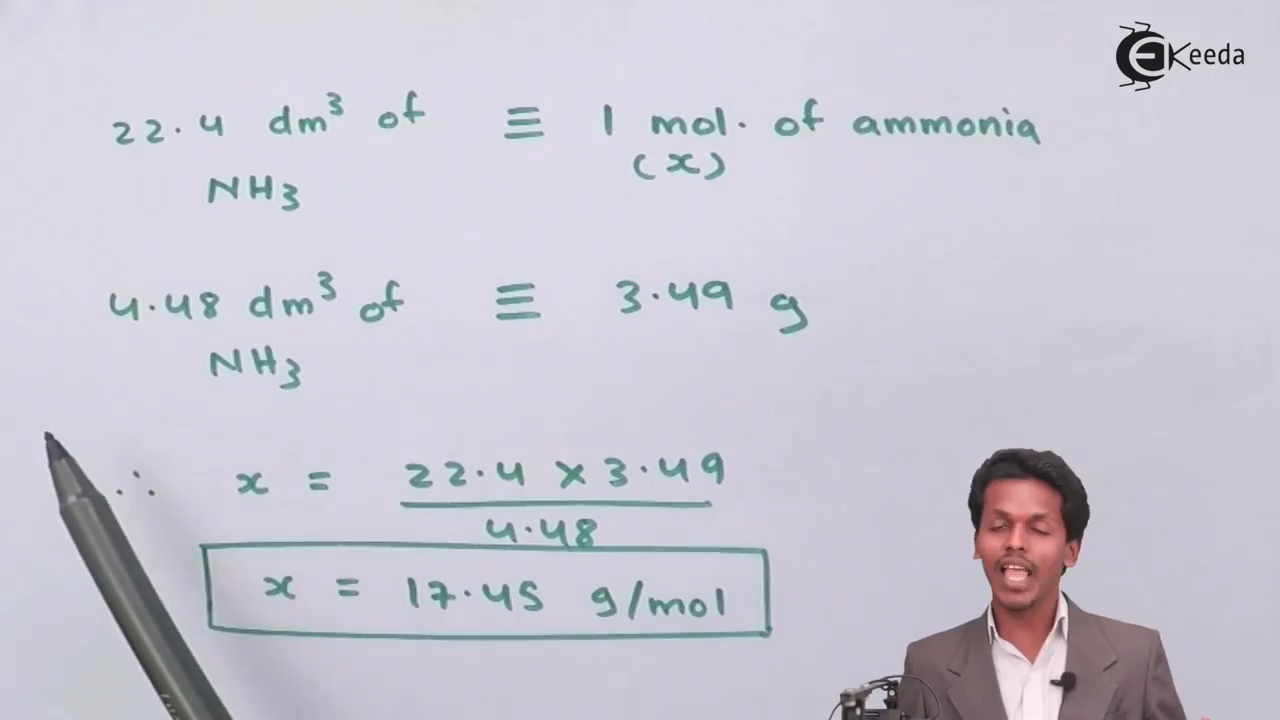 Keeda
22.4 dm³ of ≡ 1 mol. of ammonia
NH₃ (x)
4.48 dm³ of ≡ 3.49 g
NH₃
∴ x = 22.4 × 3.49
4.48
x = 17.45 g/mol